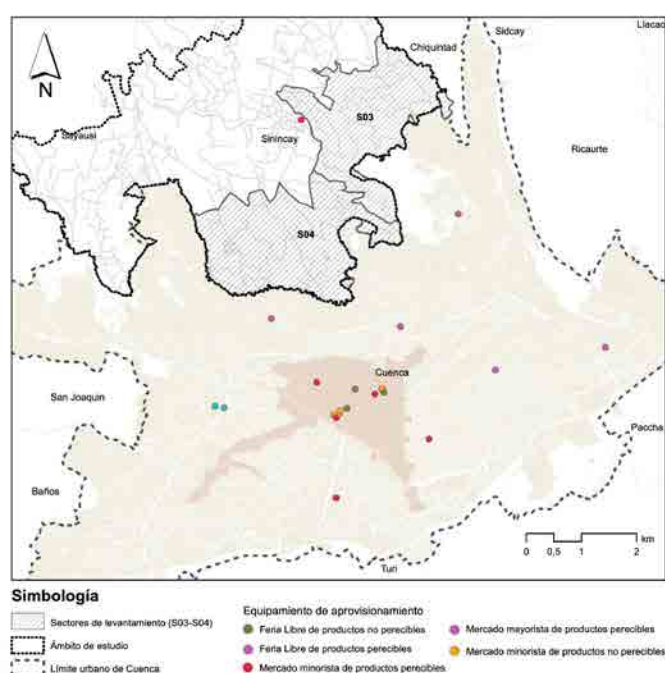 Chiquintad
Sidcay
Llacao
N
S03
Sayausí
Sinincay
Ricaurte
S04
Cuenca
San Joaquin
Paccha
Baños
Turi
km
0 0,5 1 2
Simbología
Sectores de levantamiento (S03-S04)
Ámbito de estudio
Límite urbano de Cuenca
Equipamiento de aprovisionamiento
Feria Libre de productos no perecibles
Feria Libre de productos perecibles
Mercado minorista de productos perecibles
Mercado mayorista de productos perecibles
Mercado minorista de productos no perecibles